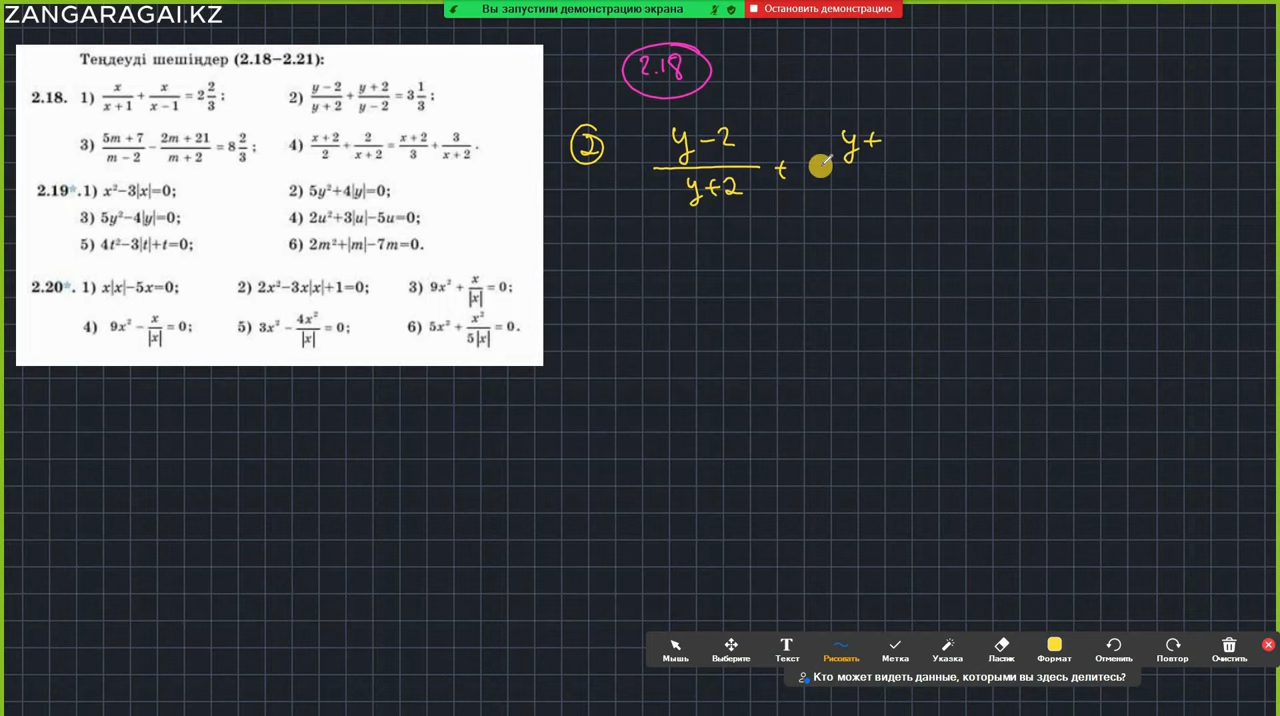 ZANGARAGAI.KZ
Вы запустили демонстрацию экрана
Остановить демонстрацию
Теңдеуді шешіңдер (2.18−2.21):
2.18. 1) x/(x+1) + x/(x−1) = 2 2/3; 2) (y−2)/(y+2) + (y+2)/(y−2) = 3 1/3;
3) (5m+7)/(m−2) − (2m+21)/(m+2) = 8 2/3; 4) (x+2)/2 + 2/(x+2) = (x+2)/3 + 3/(x+2).
2.19*. 1) x²−3|x|=0; 2) 5y²+4|y|=0;
3) 5y²−4|y|=0; 4) 2u²+3|u|−5u=0;
5) 4t²−3|t|+t=0; 6) 2m²+|m|−7m=0.
2.20*. 1) x|x|−5x=0; 2) 2x²−3x|x|+1=0; 3) 9x² + x/|x| = 0;
4) 9x² − x/|x| = 0; 5) 3x² − 4x²/|x| = 0; 6) 5x² + x²/5|x| = 0.
2.18
2 (y−2)/(y+2) + y+
Мышь Выберите Текст Рисовать Метка Указка Ластик Формат Отменить Повтор Очистить
Кто может видеть данные, которыми вы здесь делитесь?